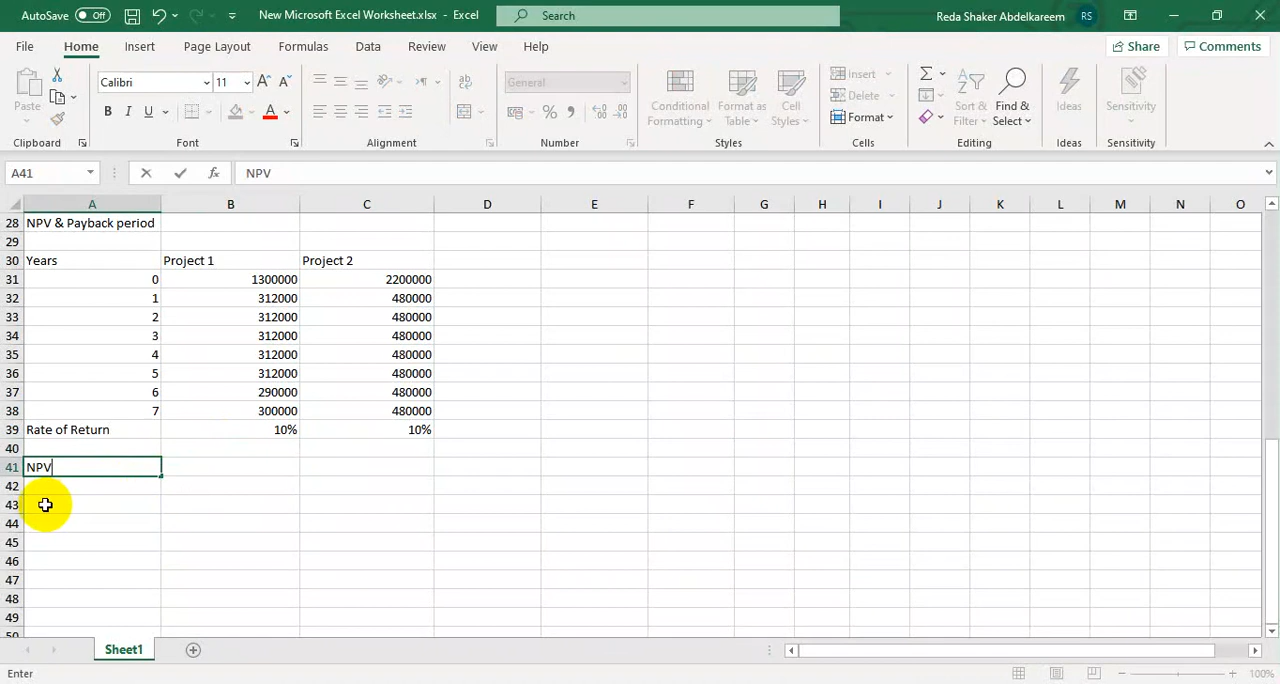 AutoSave Off New Microsoft Excel Worksheet.xlsx - Excel Search Reda Shaker Abdelkareem RS
File Home Insert Page Layout Formulas Data Review View Help Share Comments
Paste Calibri 11 General Conditional Formatting Format as Table Cell Styles Insert Delete Format Sort & Filter Find & Select Ideas Sensitivity
Clipboard Font Alignment Number Styles Cells Editing Ideas Sensitivity
A41 fx NPV
A B C D E F G H I J K L M N O
28 NPV & Payback period
29
30 Years Project 1 Project 2
31 0 1300000 2200000
32 1 312000 480000
33 2 312000 480000
34 3 312000 480000
35 4 312000 480000
36 5 312000 480000
37 6 290000 480000
38 7 300000 480000
39 Rate of Return 10% 10%
40
41 NPV
42
43
44
45
46
47
48
49
50
Sheet1
Enter 100%